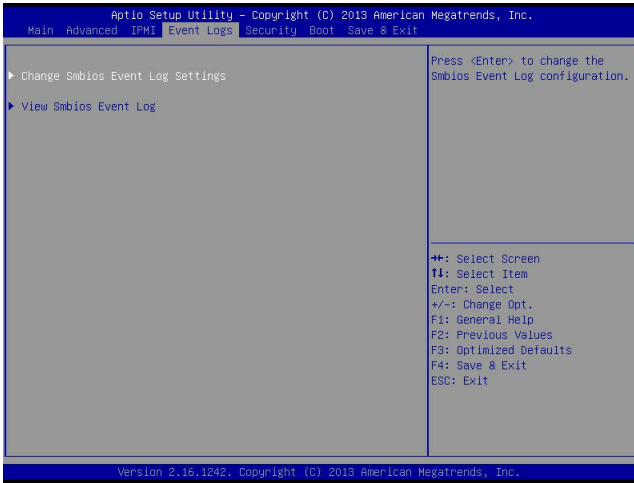 Aptio Setup Utility – Copyright (C) 2013 American Megatrends, Inc.
Main Advanced IPMI Event Logs Security Boot Save & Exit
▶ Change Smbios Event Log Settings
▶ View Smbios Event Log
Press <Enter> to change the
Smbios Event Log configuration.
→←: Select Screen
↑↓: Select Item
Enter: Select
+/-: Change Opt.
F1: General Help
F2: Previous Values
F3: Optimized Defaults
F4: Save & Exit
ESC: Exit
Version 2.16.1242. Copyright (C) 2013 American Megatrends, Inc.